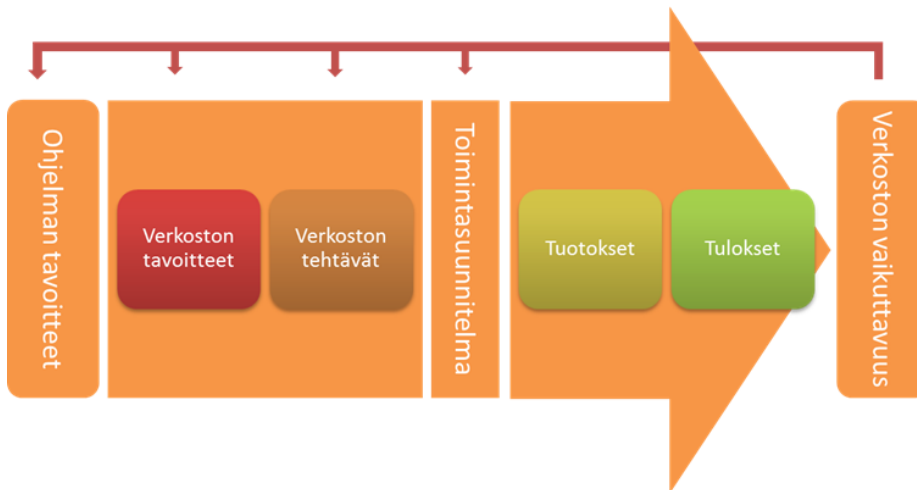 Ohjelman tavoitteet
Verkoston
tavoitteet
Verkoston
tehtävät
Toimintasuunnitelma
Tuotokset
Tulokset
Verkoston vaikuttavuus